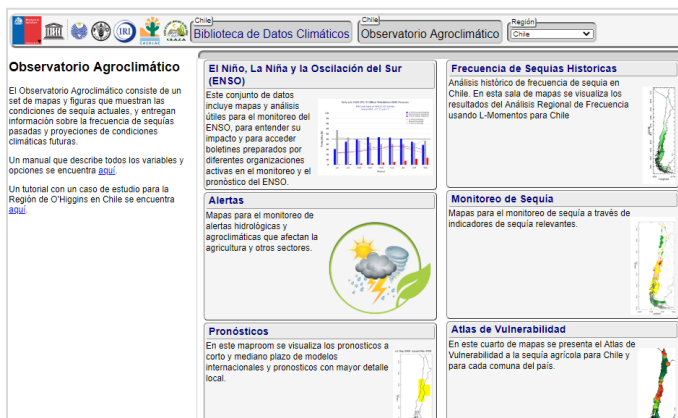 Chile
Biblioteca de Datos Climáticos
Chile
Observatorio Agroclimático
Región
Chile
IRI
CAZALAC
Observatorio Agroclimático
El Observatorio Agroclimático consiste de un
set de mapas y figuras que muestran las
condiciones de sequia actuales, y entregan
información sobre la frecuencia de sequías
pasadas y proyeciones de condiciones
climáticas futuras.
Un manual que describe todos los variables y
opciones se encuentra aquí.
Un tutorial con un caso de estudio para la
Región de O'Higgins en Chile se encuentra
aquí.
El Niño, La Niña y la Oscilación del Sur
(ENSO)
Este conjunto de datos
incluye mapas y análisis
útiles para el monitoreo del
ENSO, para entender su
impacto y para acceder
boletines preparados por
diferentes organizaciones
activas en el monitoreo y el
pronóstico del ENSO.
Frecuencia de Sequias Historicas
Análisis histórico de frecuencia de sequia en
Chile. En esta sala de mapas se visualiza los
resultados del Análisis Regional de Frecuencia
usando L-Momentos para Chile
Alertas
Mapas para el monitoreo de
alertas hidrológicas y
agroclimáticas que afectan la
agricultura y otros sectores.
Monitoreo de Sequía
Mapas para el monitoreo de sequía a través de
indicadores de sequía relevantes.
Pronósticos
En este maproom se visualiza los pronosticos a
corto y mediano plazo de modelos
internacionales y pronosticos con mayor detalle
local.
Atlas de Vulnerabilidad
En este cuarto de mapas se presenta el Atlas de
Vulnerabilidad a la sequía agrícola para Chile y
para cada comuna del país.